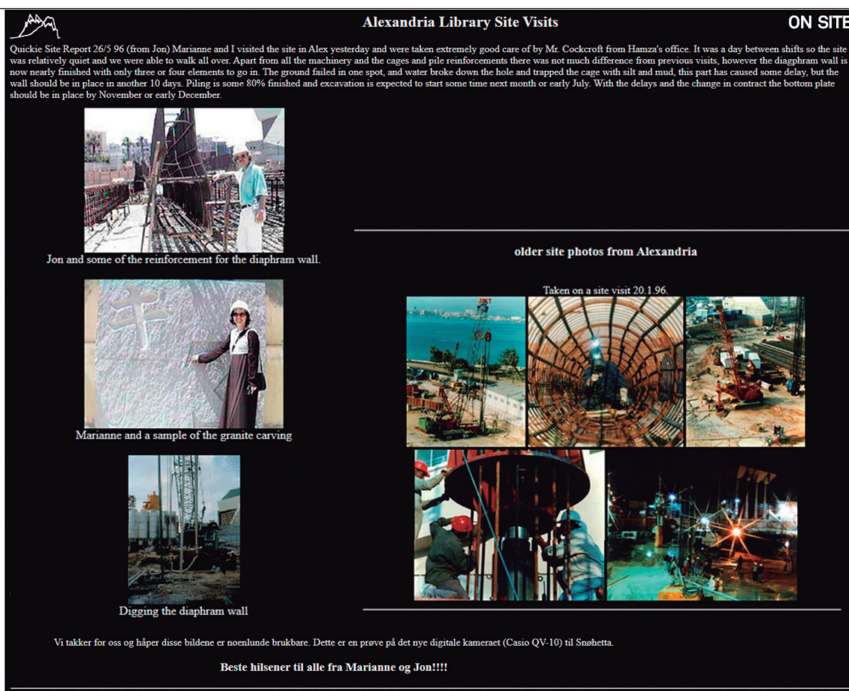 Alexandria Library Site Visits
ON SITE
Quickie Site Report 26/5 96 (from Jon) Marianne and I visited the site in Alex yesterday and were taken extremely good care of by Mr. Cockcroft from Hamza's office. It was a day between shifts so the site
was relatively quiet and we were able to walk all over. Apart from all the machinery and the cages and pile reinforcements there was not much difference from previous visits, however the diagphram wall is
now nearly finished with only three or four elements to go in. The ground failed in one spot, and water broke down the hole and trapped the cage with silt and mud, this part has caused some delay, but the
wall should be in place in another 10 days. Piling is some 80% finished and excavation is expected to start some time next month or early July. With the delays and the change in contract the bottom plate
should be in place by November or early December.
Jon and some of the reinforcement for the diaphram wall.
Marianne and a sample of the granite carving
Digging the diaphram wall
older site photos from Alexandria
Taken on a site visit 20.1.96.
Vi takker for oss og håper disse bildene er noenlunde brukbare. Dette er en prøve på det nye digitale kameraet (Casio QV-10) til Snøhetta.
Beste hilsener til alle fra Marianne og Jon!!!!